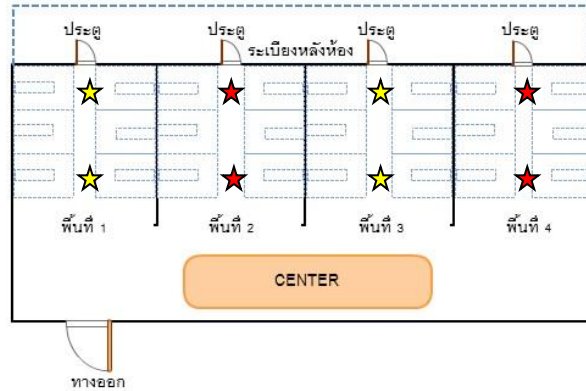 ประตู ประตู ประตู ประตู
ระเบียงหลังห้อง
พื้นที่ 1 พื้นที่ 2 พื้นที่ 3 พื้นที่ 4
CENTER
ทางออก